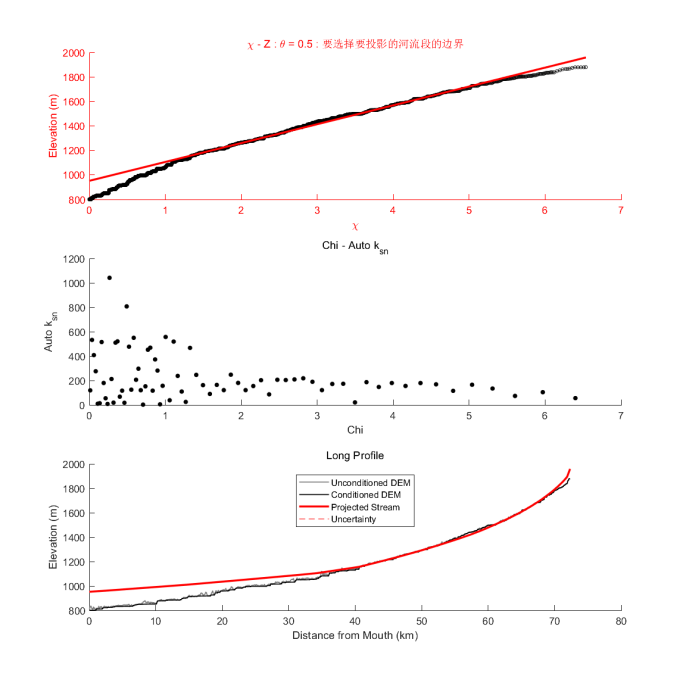 χ - Z : θ = 0.5 : 要选择要投影的河流段的边界
2000
1800
1600
1400
1200
1000
800
Elevation (m)
0 1 2 3 4 5 6 7
χ
Chi - Auto k_sn
1200
1000
800
600
400
200
0
Auto k_sn
0 1 2 3 4 5 6 7
Chi
Long Profile
2000
1800
1600
1400
1200
1000
800
Elevation (m)
Unconditioned DEM
Conditioned DEM
Projected Stream
Uncertainty
0 10 20 30 40 50 60 70 80
Distance from Mouth (km)